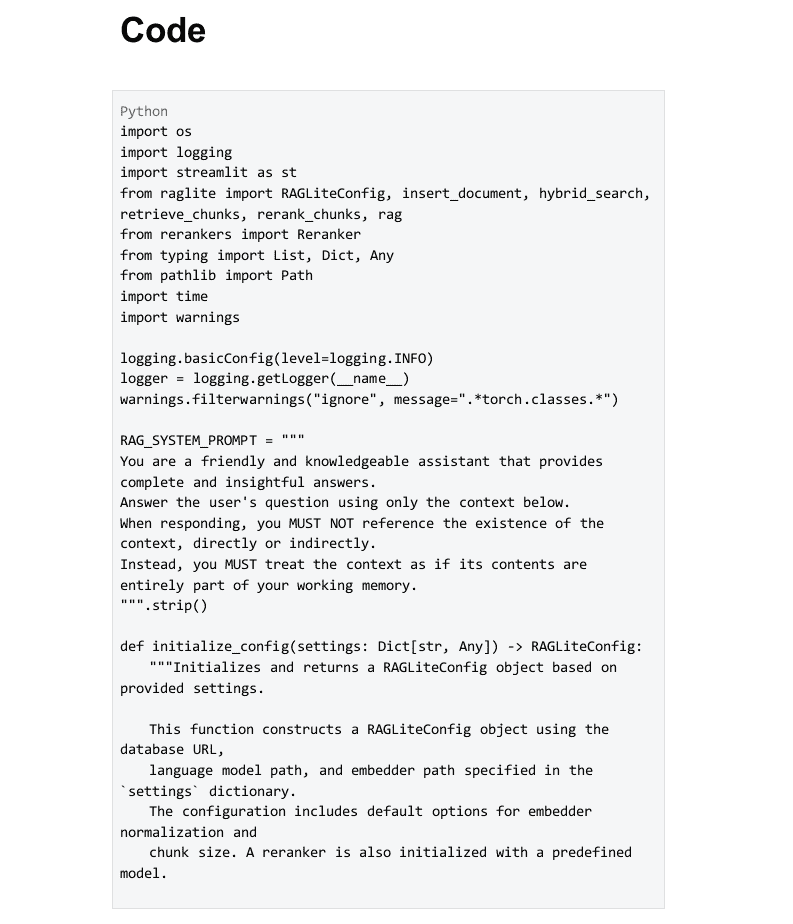 Code
Python
import os
import logging
import streamlit as st
from raglite import RAGLiteConfig, insert_document, hybrid_search,
retrieve_chunks, rerank_chunks, rag
from rerankers import Reranker
from typing import List, Dict, Any
from pathlib import Path
import time
import warnings

logging.basicConfig(level=logging.INFO)
logger = logging.getLogger(__name__)
warnings.filterwarnings("ignore", message=".*torch.classes.*")

RAG_SYSTEM_PROMPT = """
You are a friendly and knowledgeable assistant that provides
complete and insightful answers.
Answer the user's question using only the context below.
When responding, you MUST NOT reference the existence of the
context, directly or indirectly.
Instead, you MUST treat the context as if its contents are
entirely part of your working memory.
""".strip()

def initialize_config(settings: Dict[str, Any]) -> RAGLiteConfig:
    """Initializes and returns a RAGLiteConfig object based on
provided settings.

    This function constructs a RAGLiteConfig object using the
database URL,
    language model path, and embedder path specified in the
`settings` dictionary.
    The configuration includes default options for embedder
normalization and
    chunk size. A reranker is also initialized with a predefined
model.